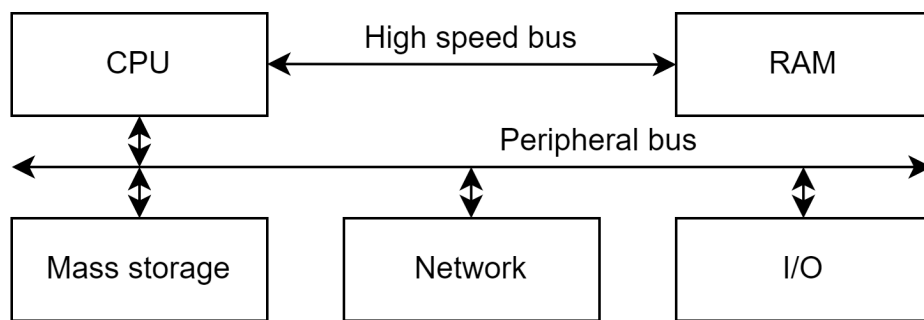 CPU
High speed bus
RAM
Peripheral bus
Mass storage
Network
I/O